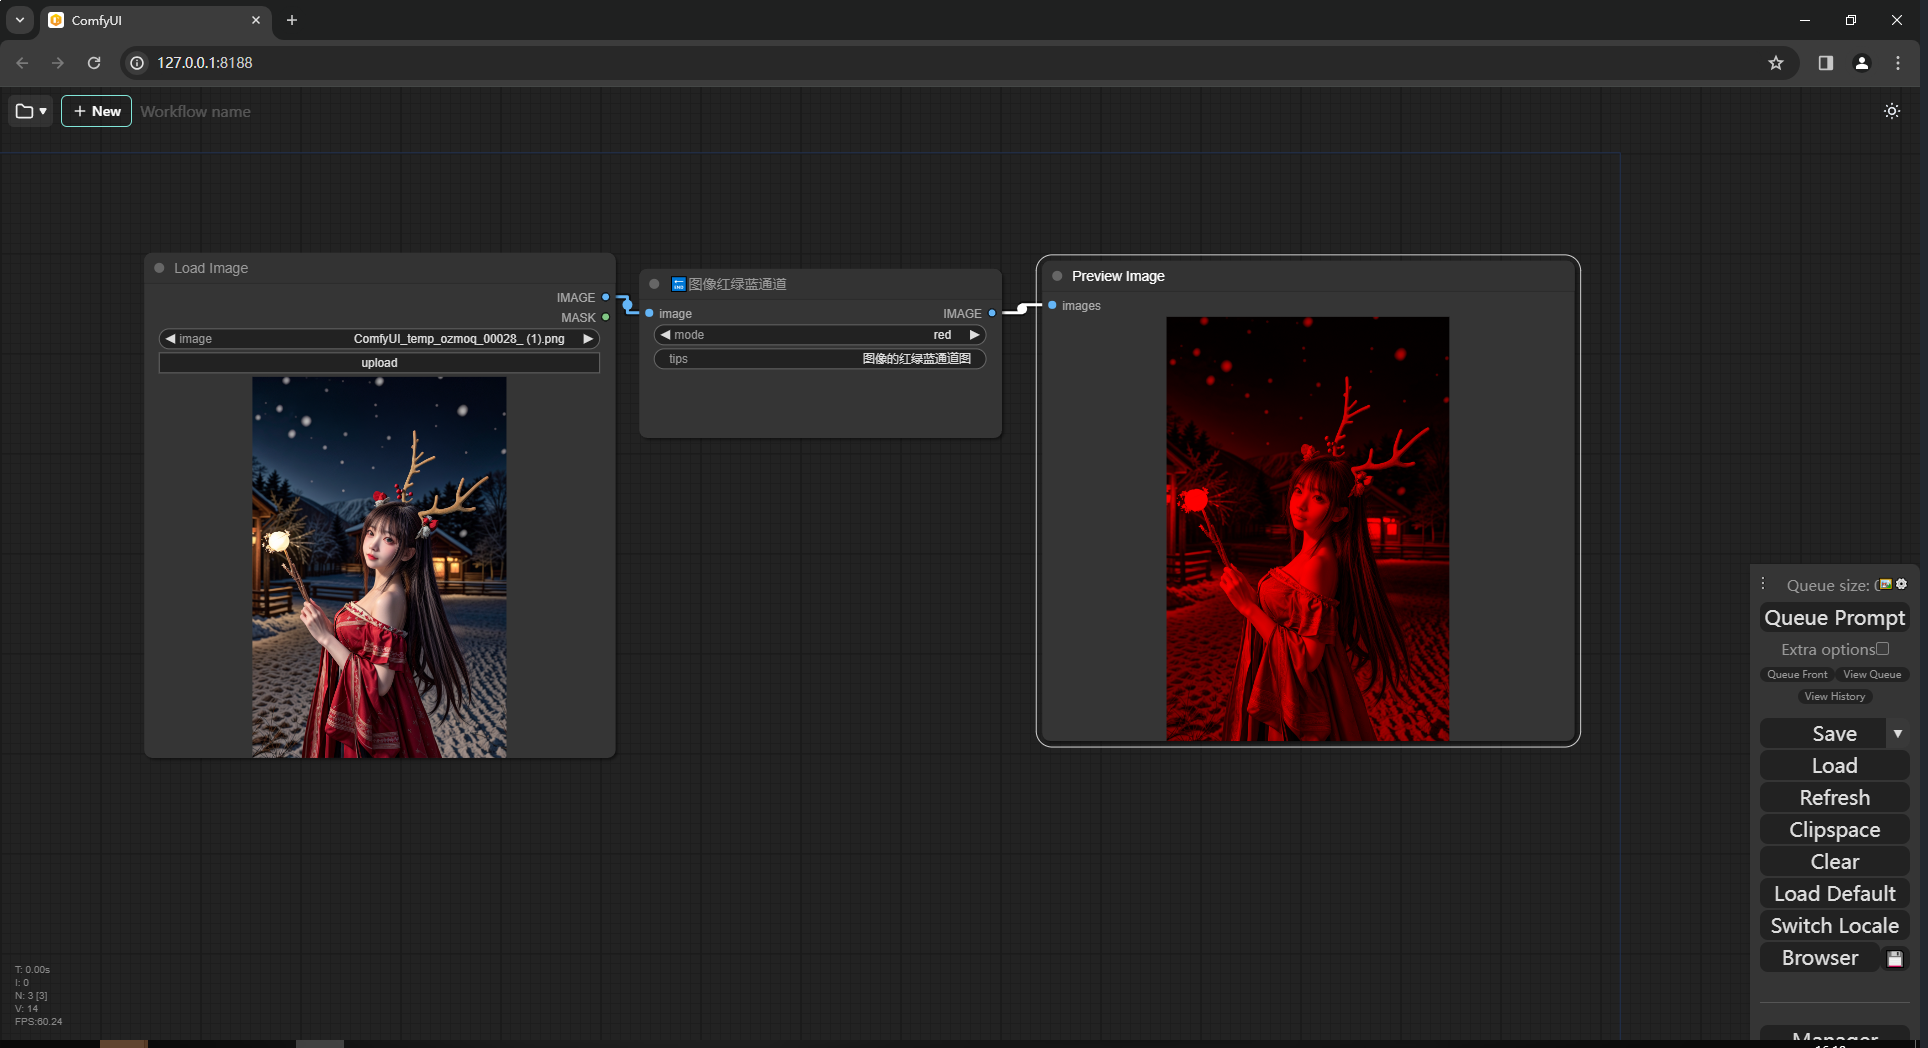 ComfyUI
127.0.0.1:8188
New
Workflow name
Load Image
IMAGE
MASK
image ComfyUI_temp_ozmoq_00028_ (1).png
upload
图像红绿蓝通道
image IMAGE
mode red
tips 图像的红绿蓝通道图
Preview Image
images
Queue size:
Queue Prompt
Extra options
Queue Front View Queue
View History
Save
Load
Refresh
Clipspace
Clear
Load Default
Switch Locale
Browser
Manager
T: 0.00s
I: 0
N: 3 [3]
V: 14
FPS:60.24